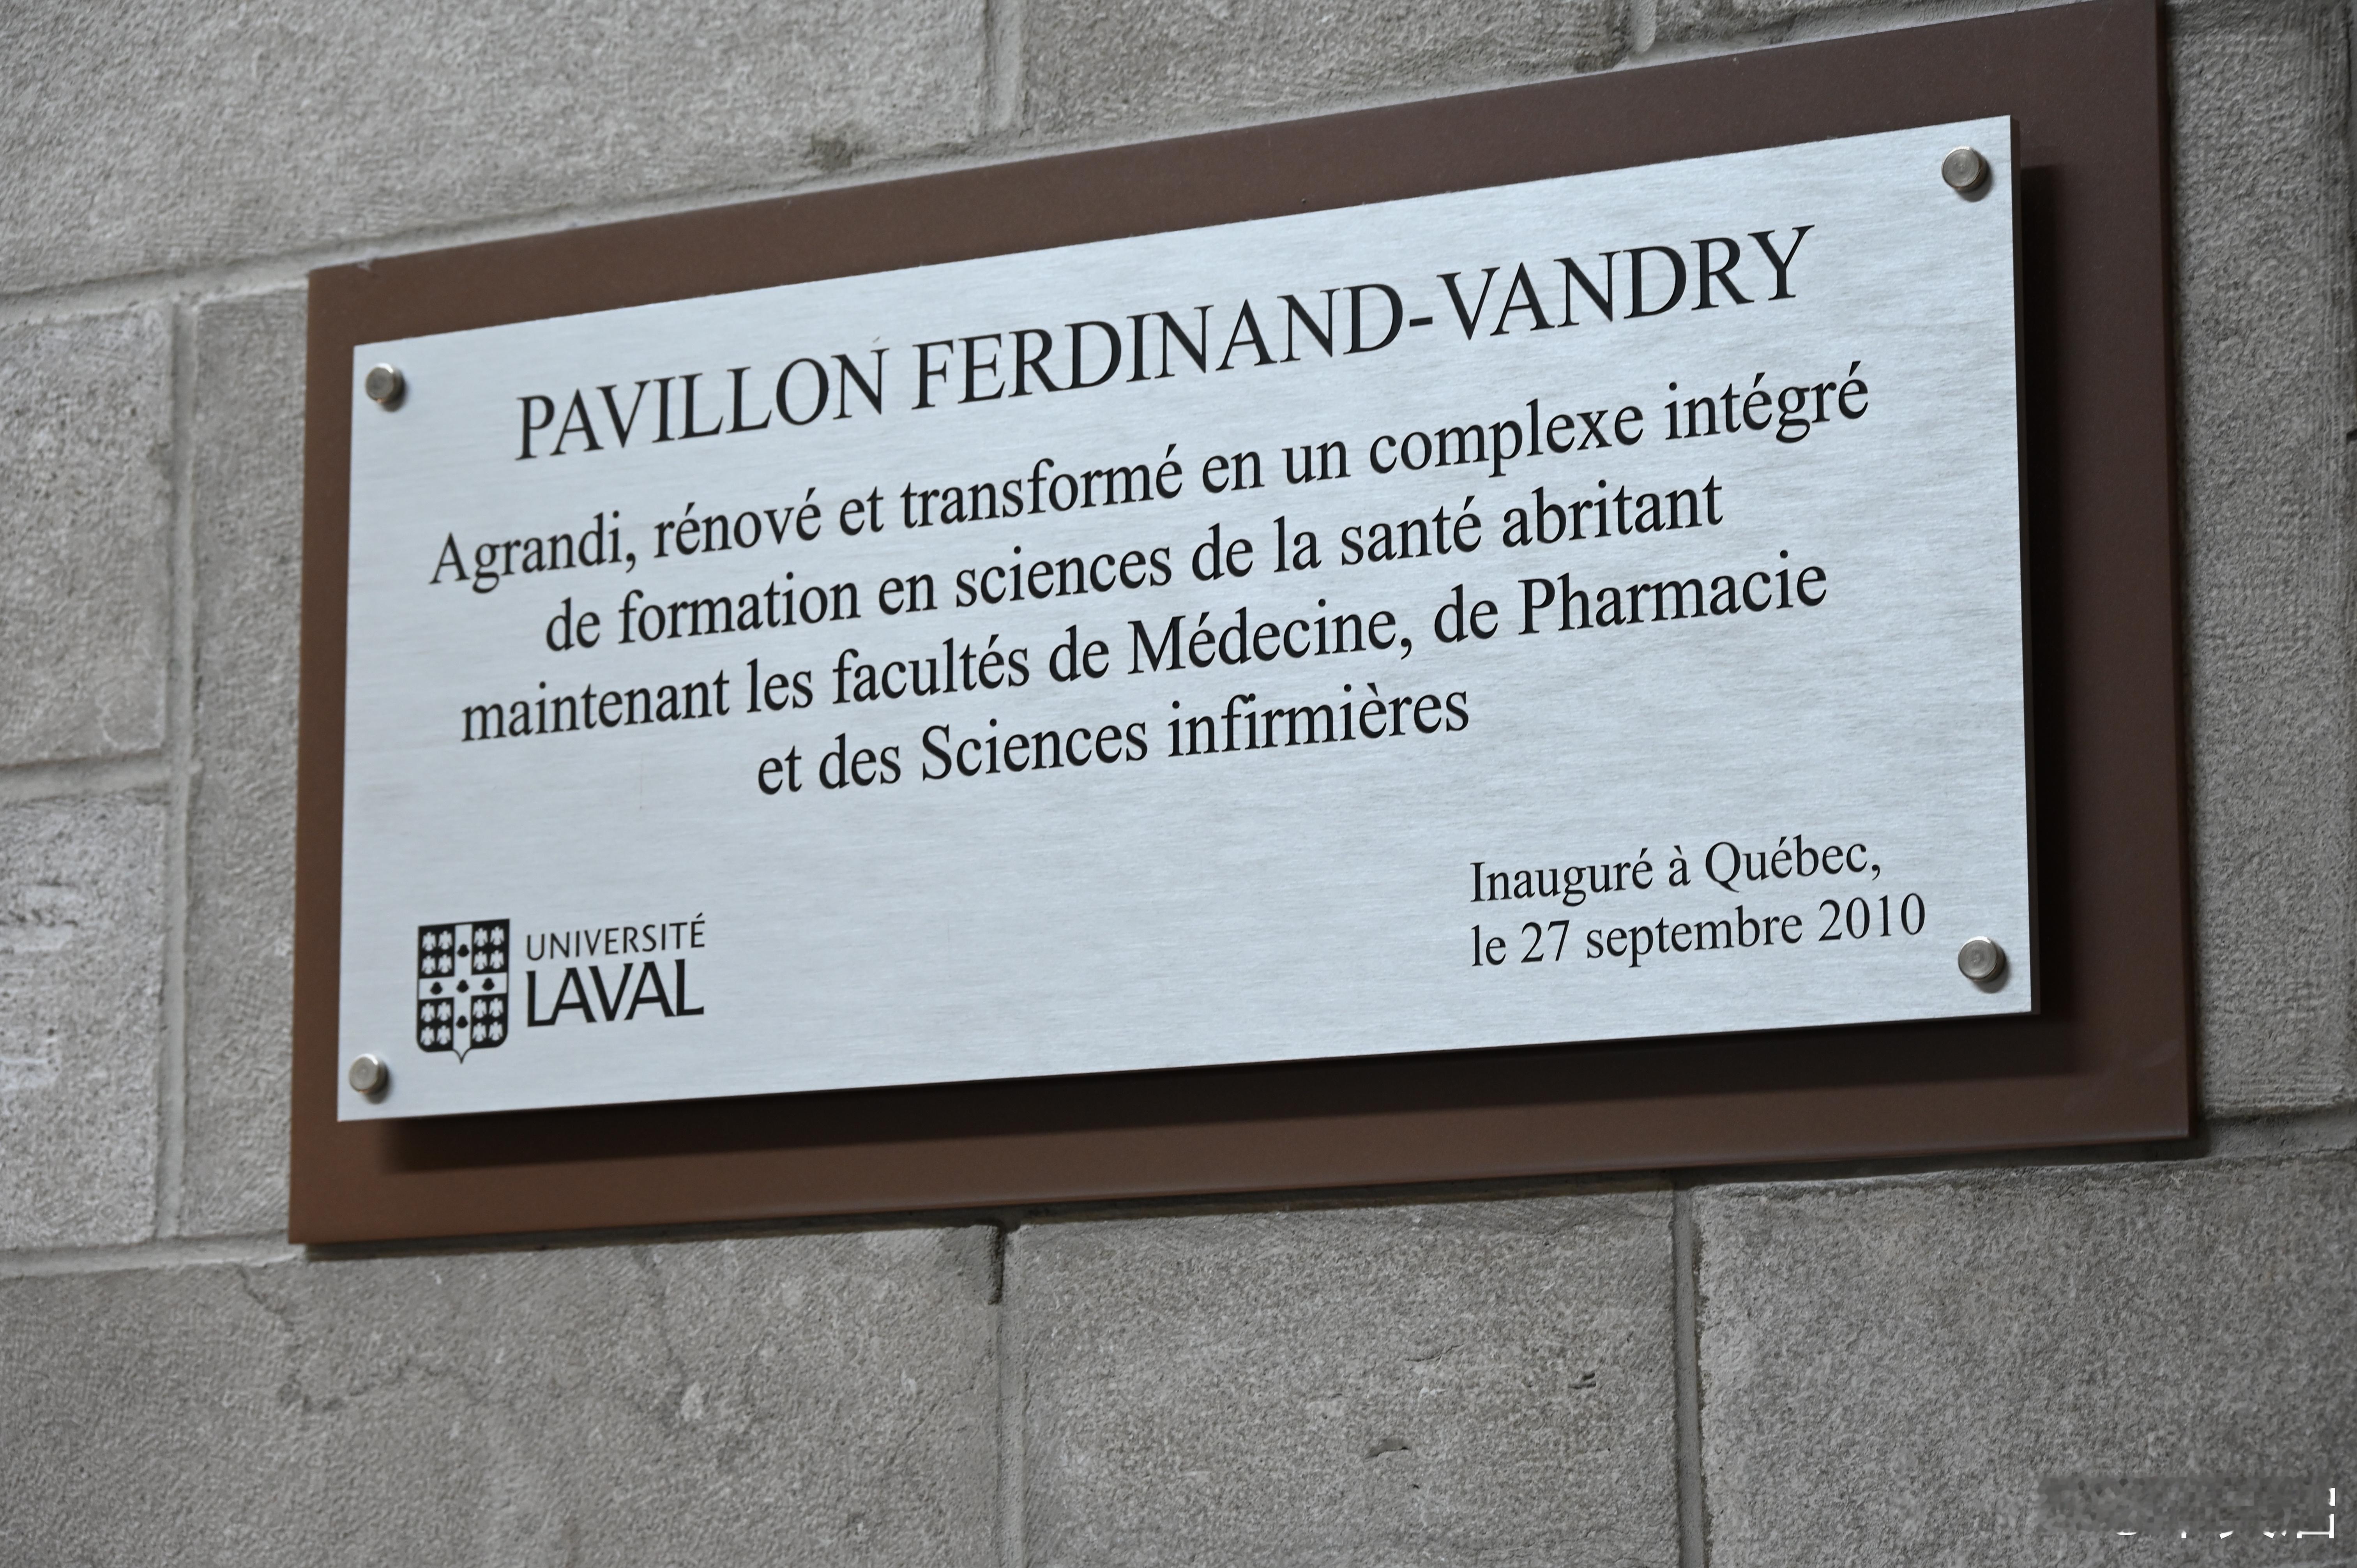 PAVILLON FERDINAND-VANDRY
Agrandi, rénové et transformé en un complexe intégré
de formation en sciences de la santé abritant
maintenant les facultés de Médecine, de Pharmacie
et des Sciences infirmières
Inauguré à Québec,
le 27 septembre 2010
UNIVERSITÉ
LAVAL